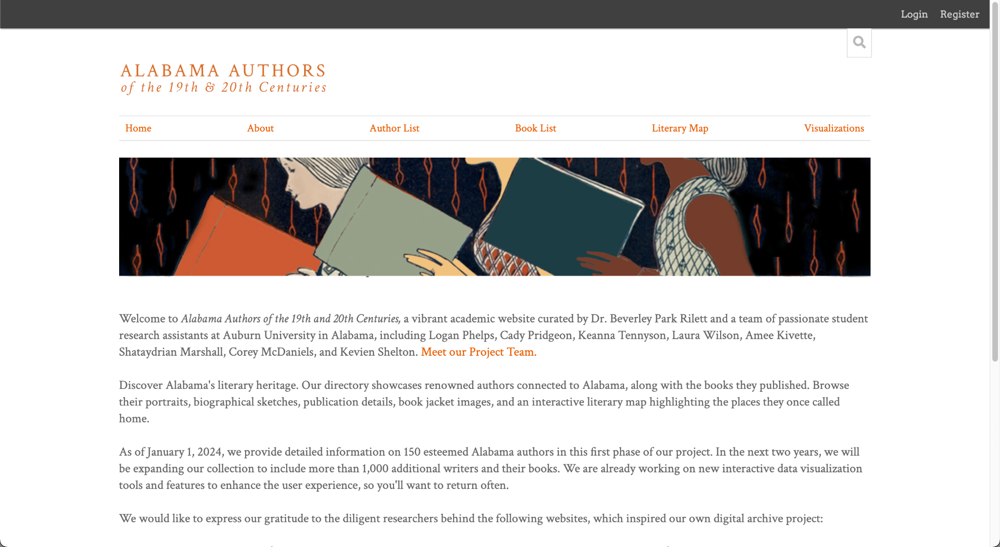 Login Register
ALABAMA AUTHORS
of the 19th & 20th Centuries
Home About Author List Book List Literary Map Visualizations
Welcome to Alabama Authors of the 19th and 20th Centuries, a vibrant academic website curated by Dr. Beverley Park Rilett and a team of passionate student
research assistants at Auburn University in Alabama, including Logan Phelps, Cady Pridgeon, Keanna Tennyson, Laura Wilson, Amee Kivette,
Shataydrian Marshall, Corey McDaniels, and Kevien Shelton. Meet our Project Team.
Discover Alabama's literary heritage. Our directory showcases renowned authors connected to Alabama, along with the books they published. Browse
their portraits, biographical sketches, publication details, book jacket images, and an interactive literary map highlighting the places they once called
home.
As of January 1, 2024, we provide detailed information on 150 esteemed Alabama authors in this first phase of our project. In the next two years, we will
be expanding our collection to include more than 1,000 additional writers and their books. We are already working on new interactive data visualization
tools and features to enhance the user experience, so you'll want to return often.
We would like to express our gratitude to the diligent researchers behind the following websites, which inspired our own digital archive project: